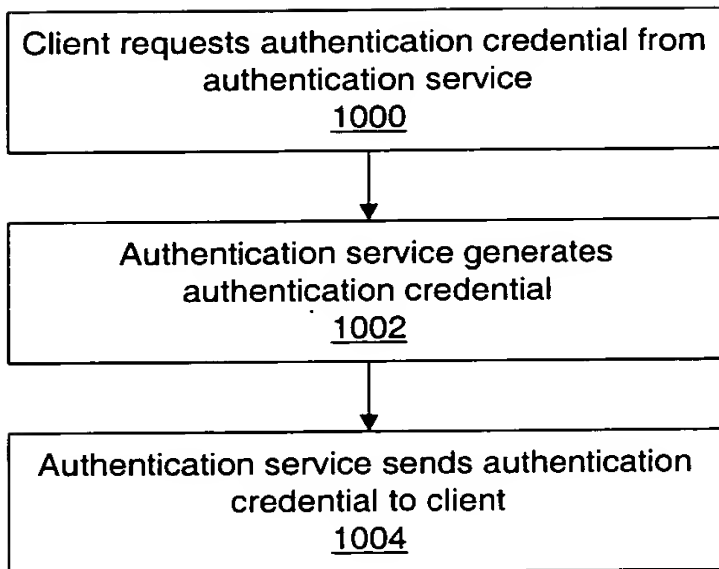 Client requests authentication credential from
authentication service
1000
Authentication service generates
authentication credential
1002
Authentication service sends authentication
credential to client
1004